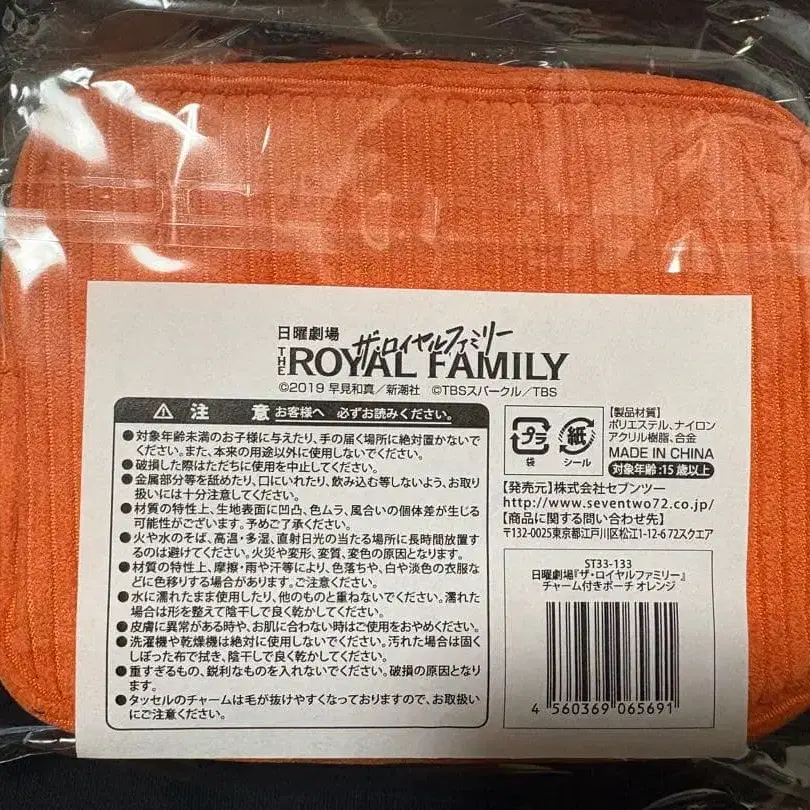 日曜劇場
ザ・ロイヤルファミリー
THE ROYAL FAMILY
©2019 早見和真／新潮社 ©TBSスパークル／TBS
⚠ 注 意 お客様へ 必ずお読みください。
●対象年齢未満のお子様に与えたり、手の届く場所に絶対置かないで
ください。また、本来の用途以外に使用しないでください。
●破損した際はただちに使用を中止してください。
●金属部分等を舐めたり、口にいれたり、飲み込む等しないよう、お取り
扱いには十分注意してください。
●材質の特性上、生地表面に凹凸、色ムラ、風合いの個体差が生じる
可能性がございます。予めご了承ください。
●火や水のそば、高温・多湿、直射日光の当たる場所に長時間放置す
るのは避けてください。火災や変形、変質、変色の原因となります。
●材質の特性上、摩擦・雨や汗等により、色落ちや、白や淡色の衣服な
どに色移りする場合があります。ご注意ください。
●水に濡れたまま使用したり、他のものと重ねないでください。濡れた
場合は形を整えて陰干しで良く乾かしてください。
●皮膚に異常がある時や、お肌に合わない時はご使用をおやめください。
●洗濯機や乾燥機は絶対に使用しないでください。汚れた場合は固く
しぼった布で拭き、陰干しで良く乾かしてください。
●重すぎるもの、鋭利なものを入れないでください。破損の原因となり
ます。
●タッセルのチャームは毛が抜けやすくなっておりますので、お取扱い
にご注意ください。
プラ
袋
紙
シール
【製品材質】
ポリエステル、ナイロン
アクリル樹脂、合金
MADE IN CHINA
対象年齢:15歳以上
【発売元】株式会社セブンツー
http://www.seventwo72.co.jp/
【商品に関する問い合わせ先】
〒132-0025東京都江戸川区松江1-12-6 72スクエア
ST33-133
日曜劇場『ザ・ロイヤルファミリー』
チャーム付きポーチ オレンジ
4 560369 065691